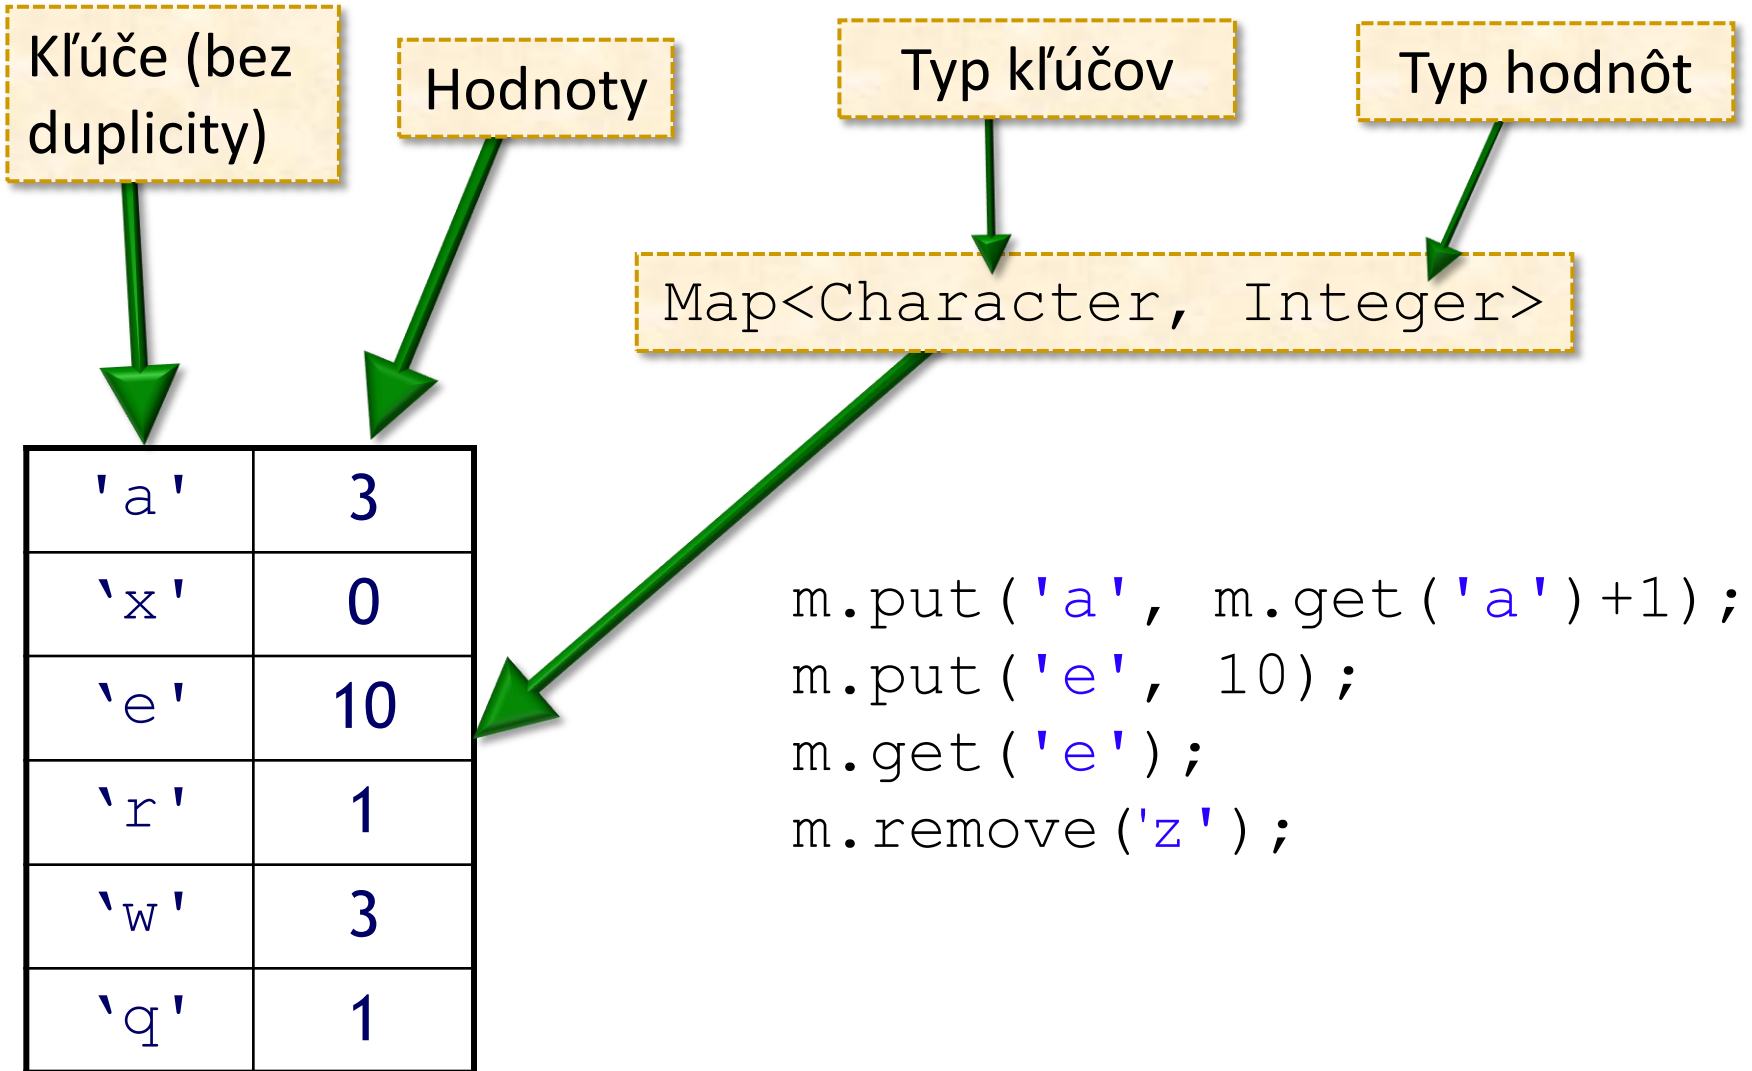 Kľúče (bez
duplicity)
Hodnoty
Typ kľúčov
Typ hodnôt
Map<Character, Integer>
'a' 3
‵x' 0
‵e' 10
‵r' 1
‵w' 3
‵q' 1
m.put('a', m.get('a')+1);
m.put('e', 10);
m.get('e');
m.remove('z');